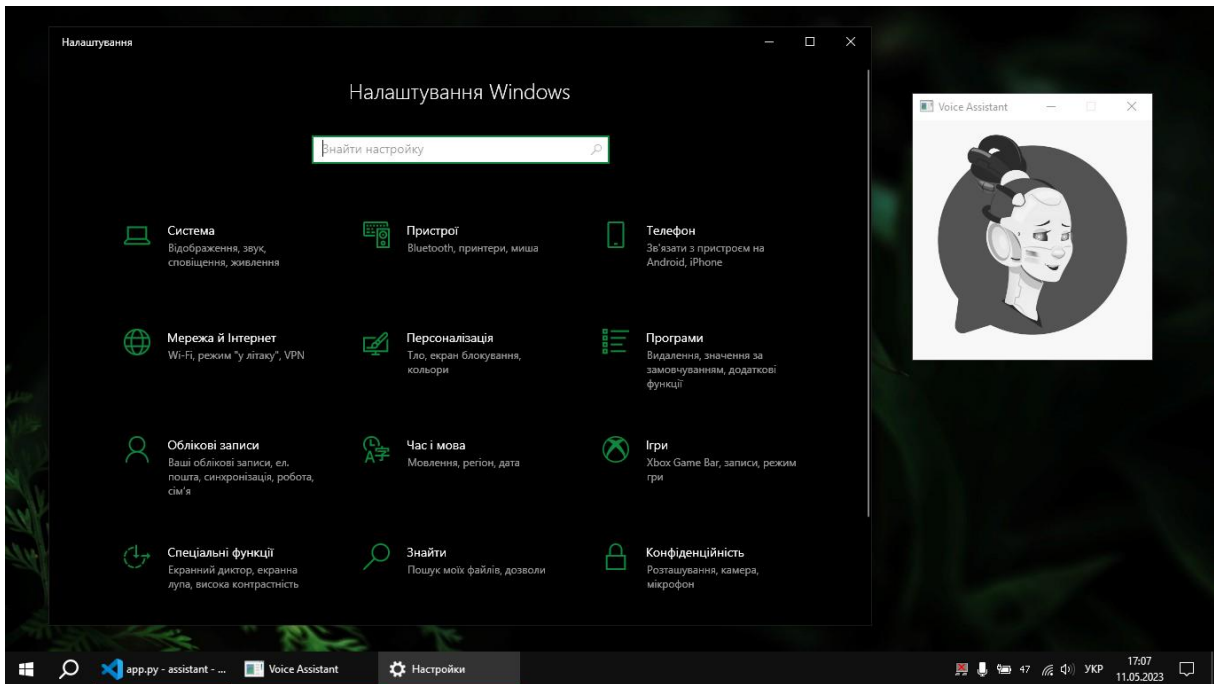 Налаштування
Налаштування Windows
Знайти настройку
Система
Відображення, звук,
сповіщення, живлення
Пристрої
Bluetooth, принтери, миша
Телефон
Зв'язати з пристроєм на
Android, iPhone
Мережа й Інтернет
Wi-Fi, режим "у літаку", VPN
Персоналізація
Тло, екран блокування,
кольори
Програми
Видалення, значення за
замовчуванням, додаткові
функції
Облікові записи
Ваші облікові записи, ел.
пошта, синхронізація, робота,
сім'я
Час і мова
Мовлення, регіон, дата
Ігри
Xbox Game Bar, записи, режим
гри
Спеціальні функції
Екранний диктор, екранна
лупа, висока контрастність
Знайти
Пошук моїх файлів, дозволи
Конфіденційність
Розташування, камера,
мікрофон
Voice Assistant
app.py - assistant - ...
Voice Assistant
Настройки
47
УКР
17:07
11.05.2023